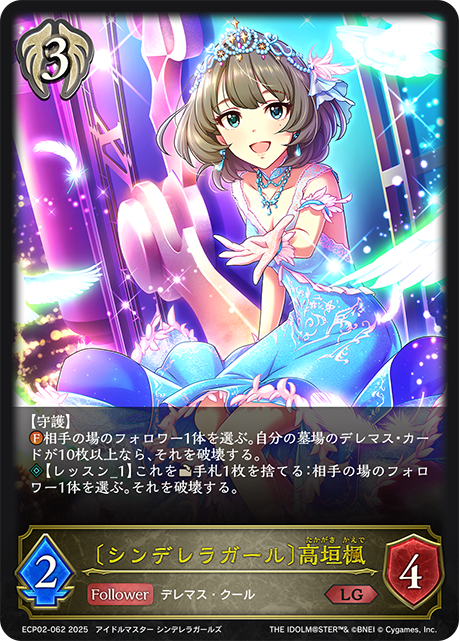 3
【守護】
F相手の場のフォロワー1体を選ぶ。自分の墓場のデレマス・カー
ドが10枚以上なら、それを破壊する。
【レッスン_1】これを手札1枚を捨てる:相手の場のフォロ
ワー1体を選ぶ。それを破壊する。
たかがき かえで
〔シンデレラガール〕高垣楓
2
Follower デレマス・クール LG
4
ECP02-062 2025 アイドルマスター シンデレラガールズ THE IDOLM@STER™& ©BNEI © Cygames, Inc.